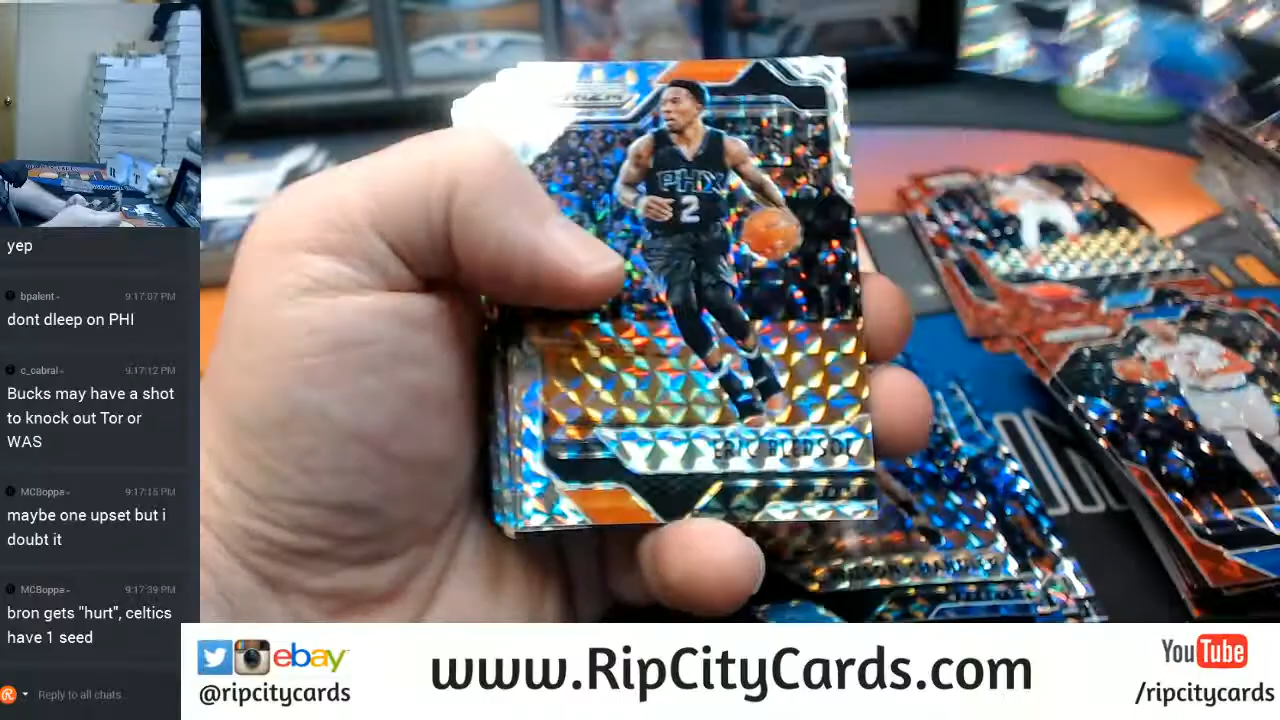 yep
bpalent-
9:17:07 PM
dont dleep on PHI
c_cabral-
9:17:12 PM
Bucks may have a shot
to knock out Tor or
WAS
MCBoppa-
9:17:15 PM
maybe one upset but i
doubt it
MCBoppa-
9:17:39 PM
bron gets "hurt", celtics
have 1 seed
Reply to all chats..
PHX
2
ERIC BLEDSOE
ebay
@ripcitycards
www.RipCityCards.com
YouTube
/ripcitycards